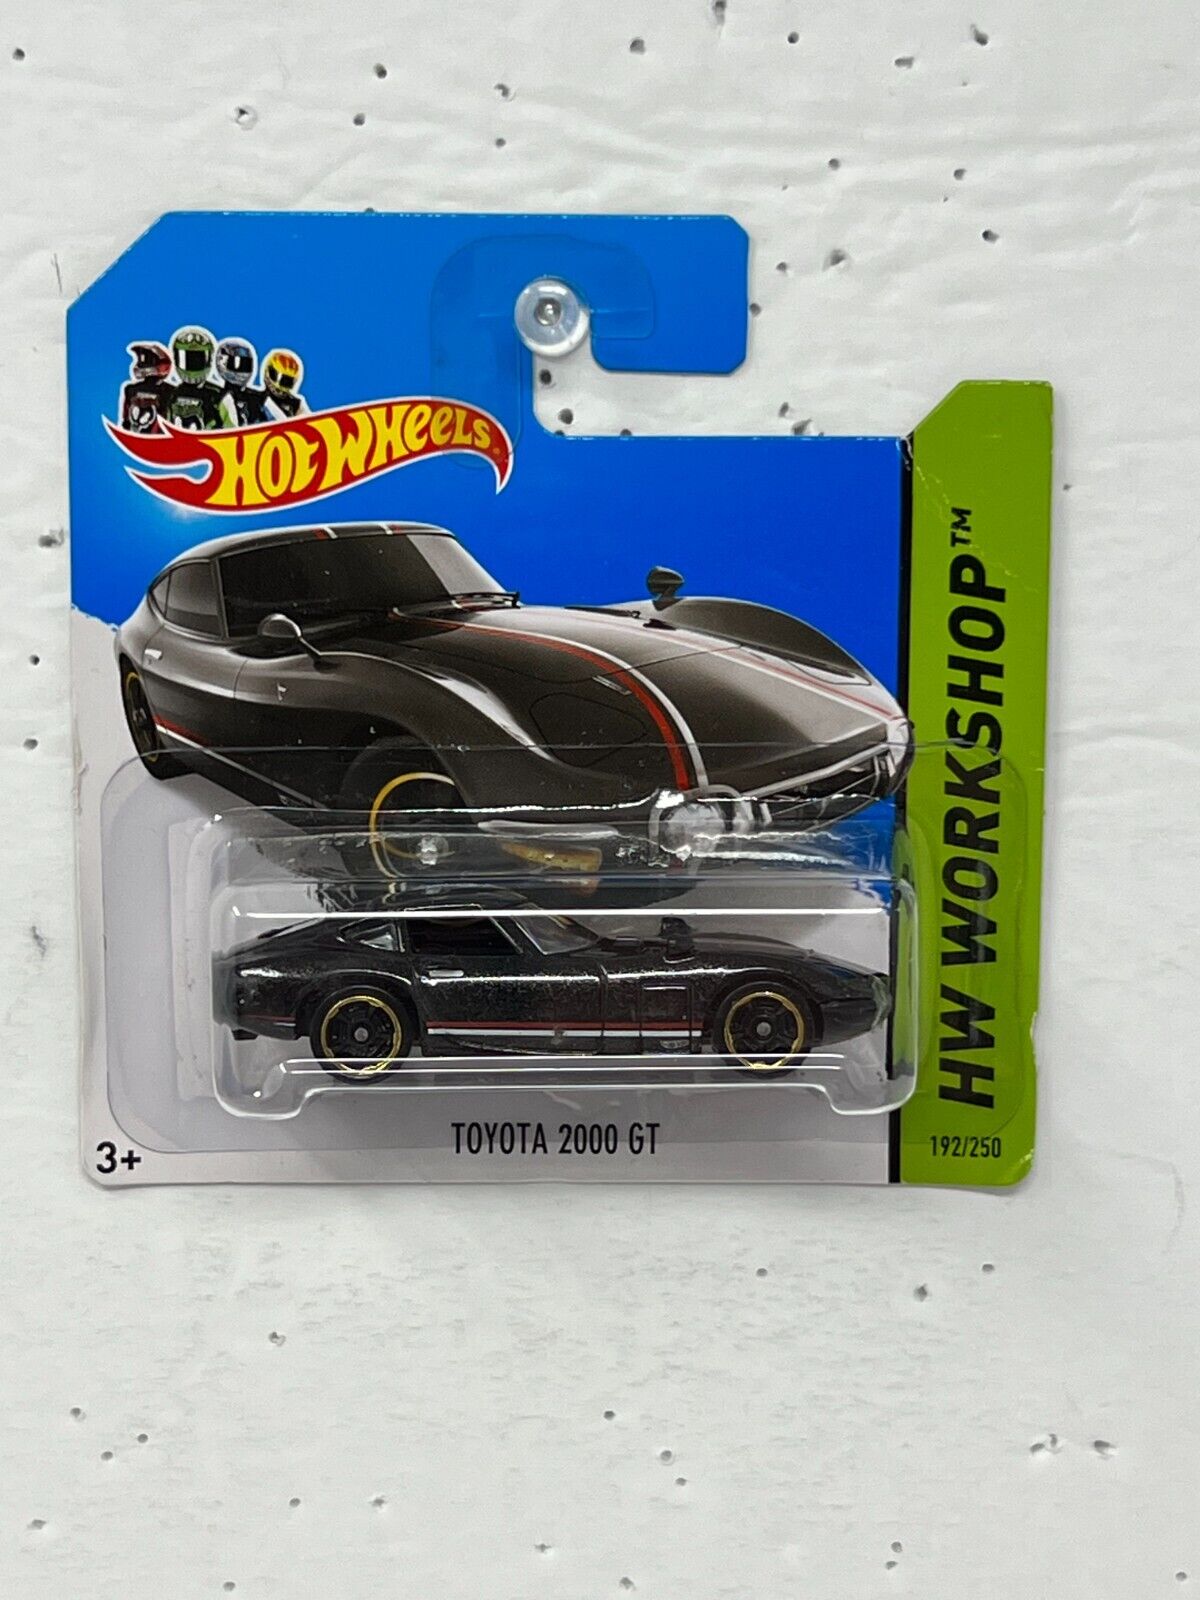 HOT WHEELS
HW WORKSHOP™
TOYOTA 2000 GT
3+
192/250